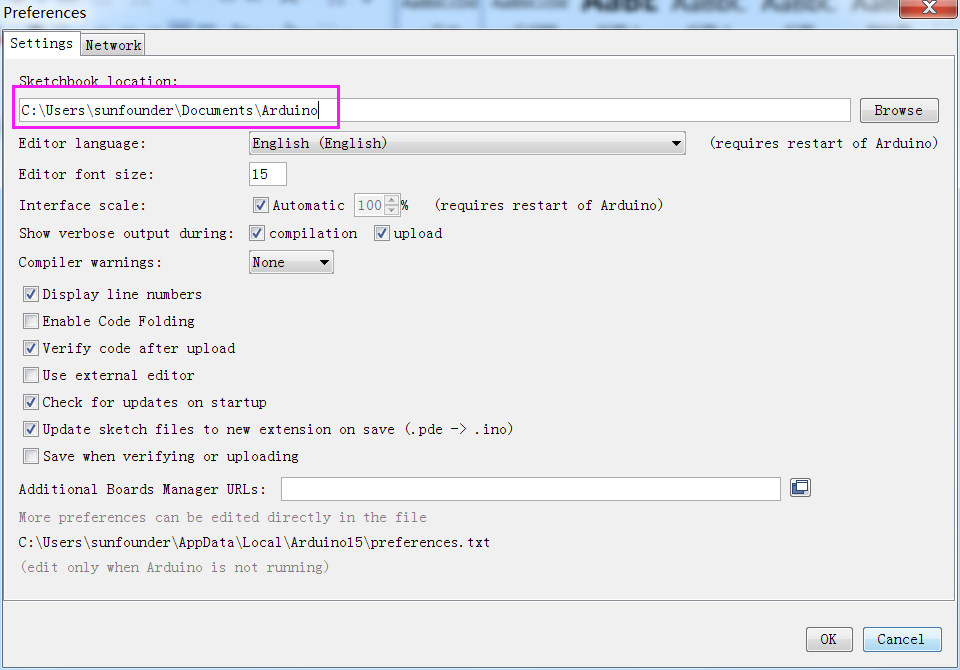 Preferences
Settings Network
Sketchbook location:
C:\Users\sunfounder\Documents\Arduino Browse
Editor language: English (English) (requires restart of Arduino)
Editor font size: 15
Interface scale: Automatic 100 % (requires restart of Arduino)
Show verbose output during: compilation upload
Compiler warnings: None
Display line numbers
Enable Code Folding
Verify code after upload
Use external editor
Check for updates on startup
Update sketch files to new extension on save (.pde -> .ino)
Save when verifying or uploading
Additional Boards Manager URLs:
More preferences can be edited directly in the file
C:\Users\sunfounder\AppData\Local\Arduino15\preferences.txt
(edit only when Arduino is not running)
OK Cancel